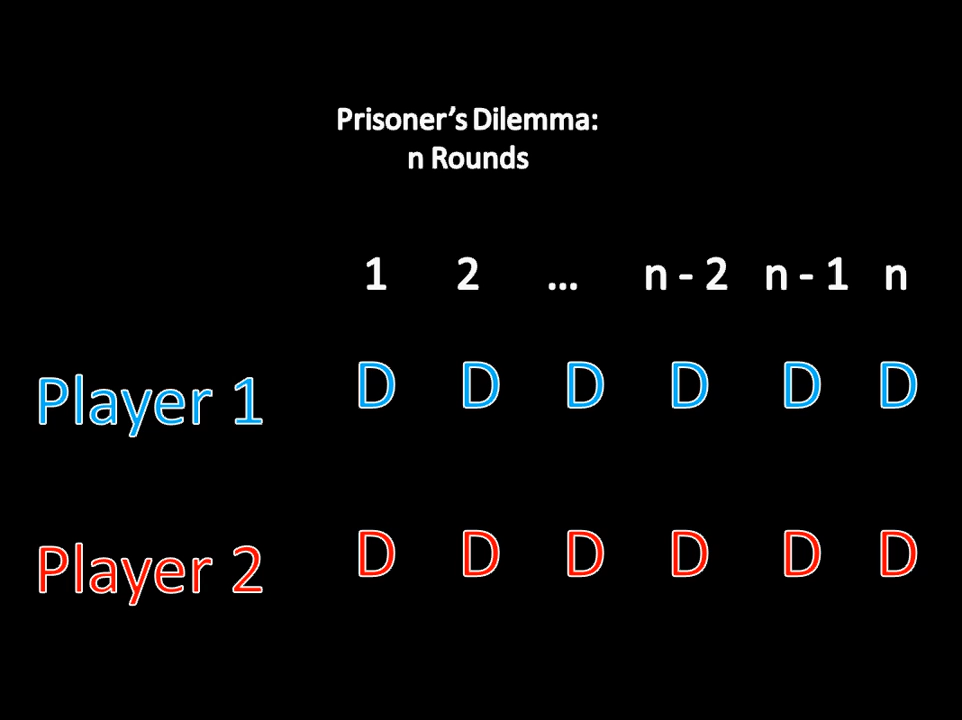 Prisoner's Dilemma:
n Rounds
1 2 ... n - 2 n - 1 n
Player 1 D D D D D D
Player 2 D D D D D D